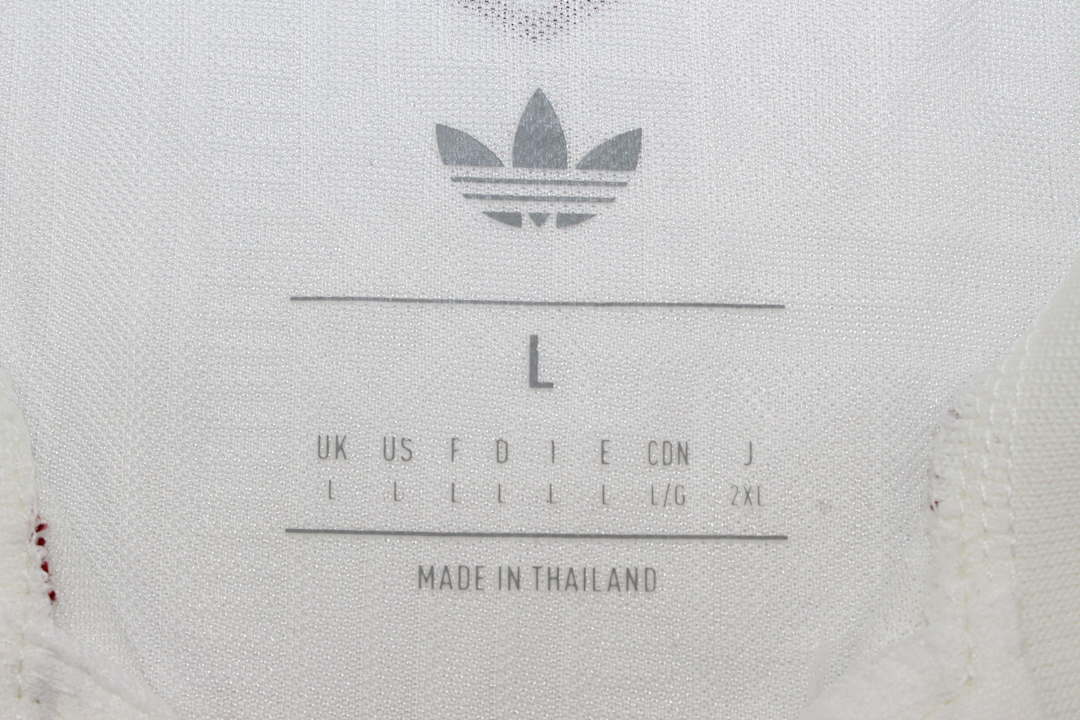 L
UK US F D I E CDN J
L L L L L L L/G 2XL
MADE IN THAILAND